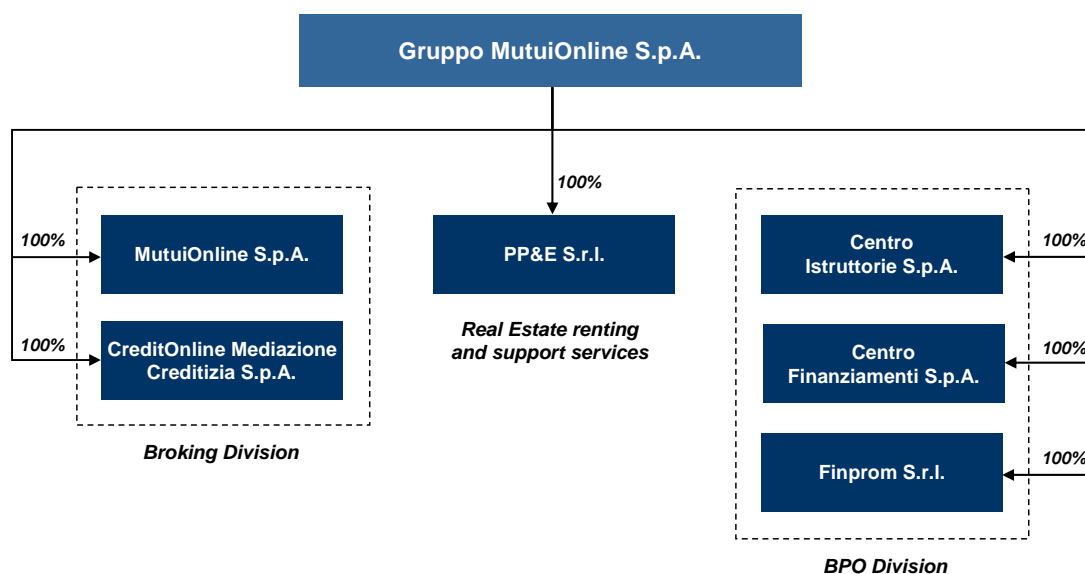 Gruppo MutuiOnline S.p.A.
100%
100%
MutuiOnline S.p.A.
100%
CreditOnline Mediazione
Creditizia S.p.A.
Broking Division
PP&E S.r.l.
Real Estate renting
and support services
Centro
Istruttorie S.p.A.
100%
Centro
Finanziamenti S.p.A.
100%
Finprom S.r.l.
100%
BPO Division